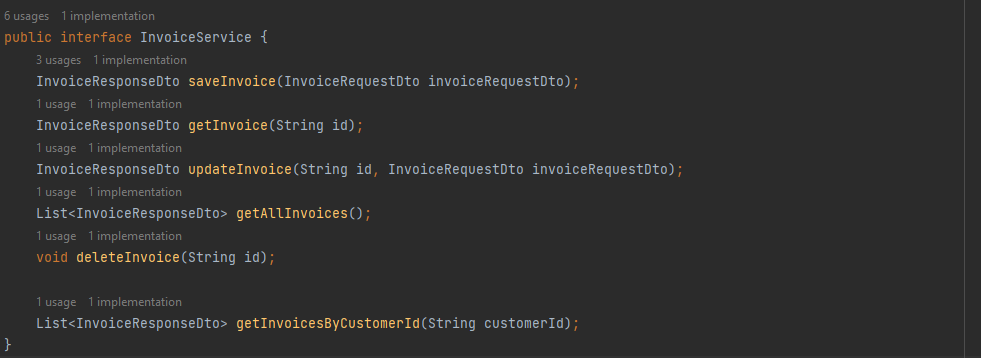 6 usages   1 implementation
public interface InvoiceService {
    3 usages   1 implementation
    InvoiceResponseDto saveInvoice(InvoiceRequestDto invoiceRequestDto);
    1 usage   1 implementation
    InvoiceResponseDto getInvoice(String id);
    1 usage   1 implementation
    InvoiceResponseDto updateInvoice(String id, InvoiceRequestDto invoiceRequestDto);
    1 usage   1 implementation
    List<InvoiceResponseDto> getAllInvoices();
    1 usage   1 implementation
    void deleteInvoice(String id);
    1 usage   1 implementation
    List<InvoiceResponseDto> getInvoicesByCustomerId(String customerId);
}